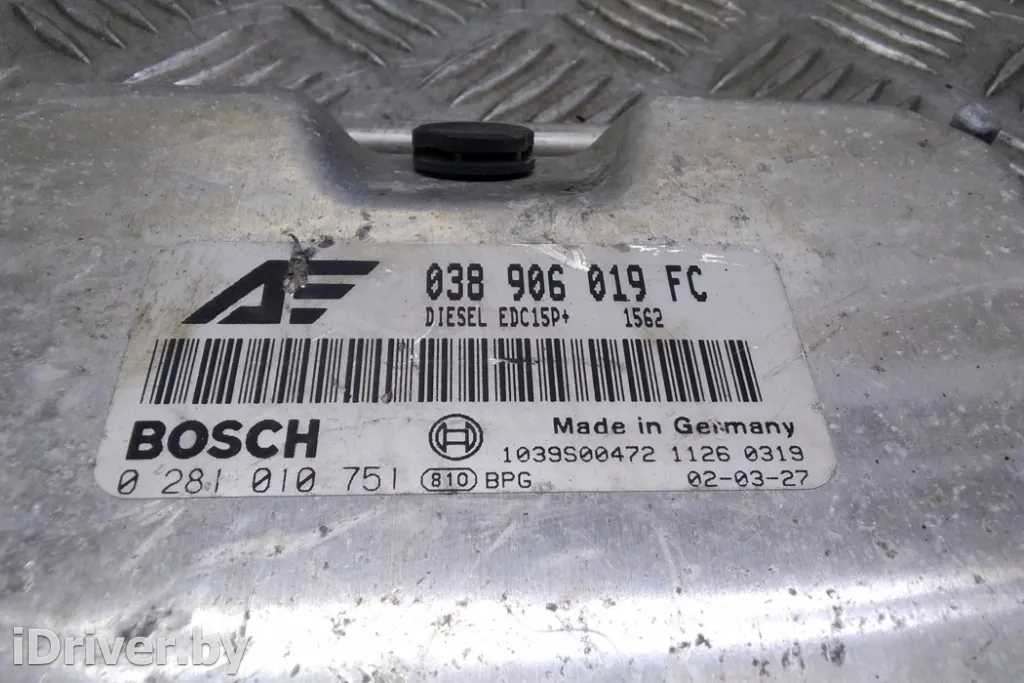 AE
038 906 019 FC
DIESEL EDC15P+ 1562
BOSCH
Made in Germany
1039S00472 1126 0319
0 281 010 751 810 BPG 02-03-27
iDriver.by